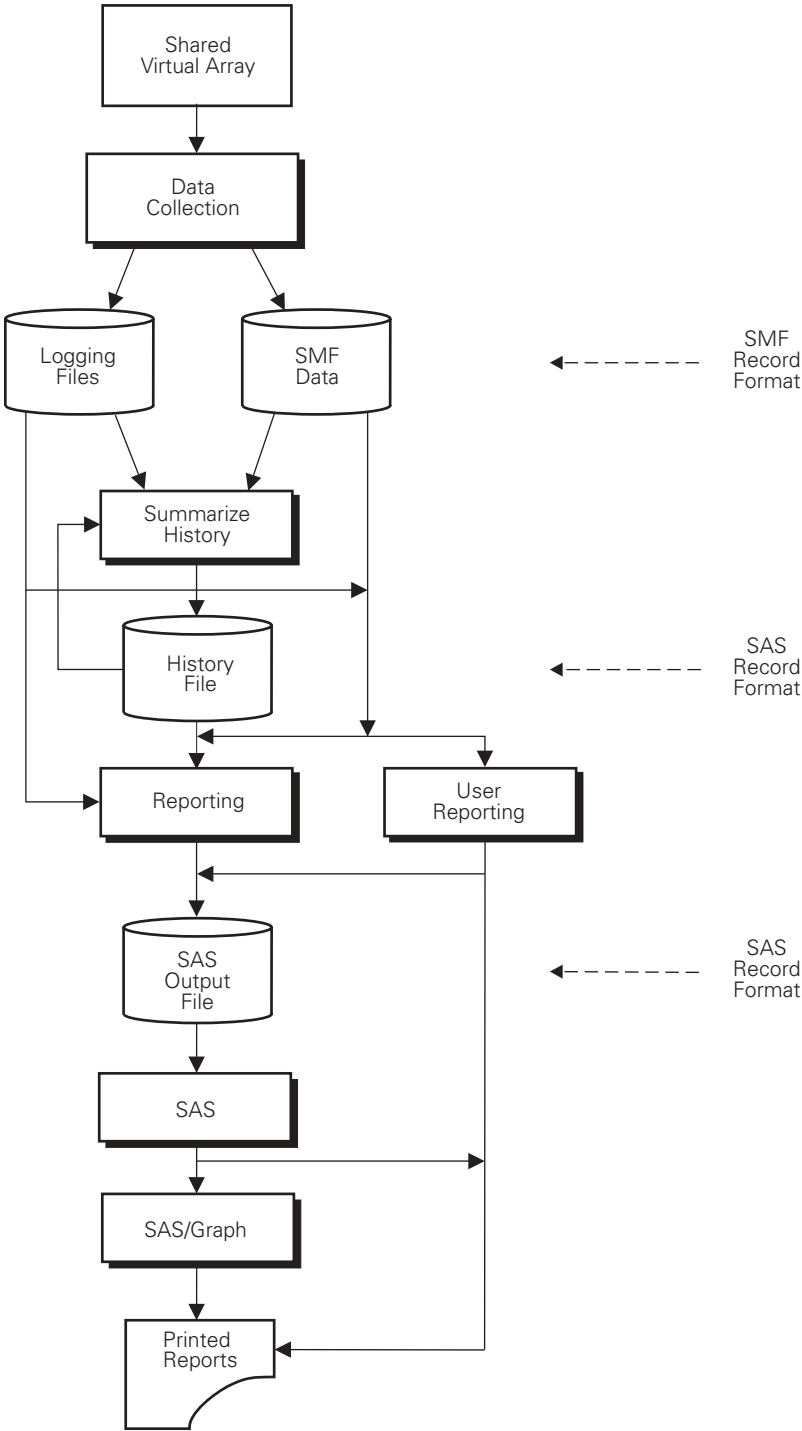 Shared
Virtual Array
Data
Collection
Logging
Files
SMF
Data
SMF
Record
Format
Summarize
History
History
File
SAS
Record
Format
Reporting
User
Reporting
SAS
Output
File
SAS
Record
Format
SAS
SAS/Graph
Printed
Reports